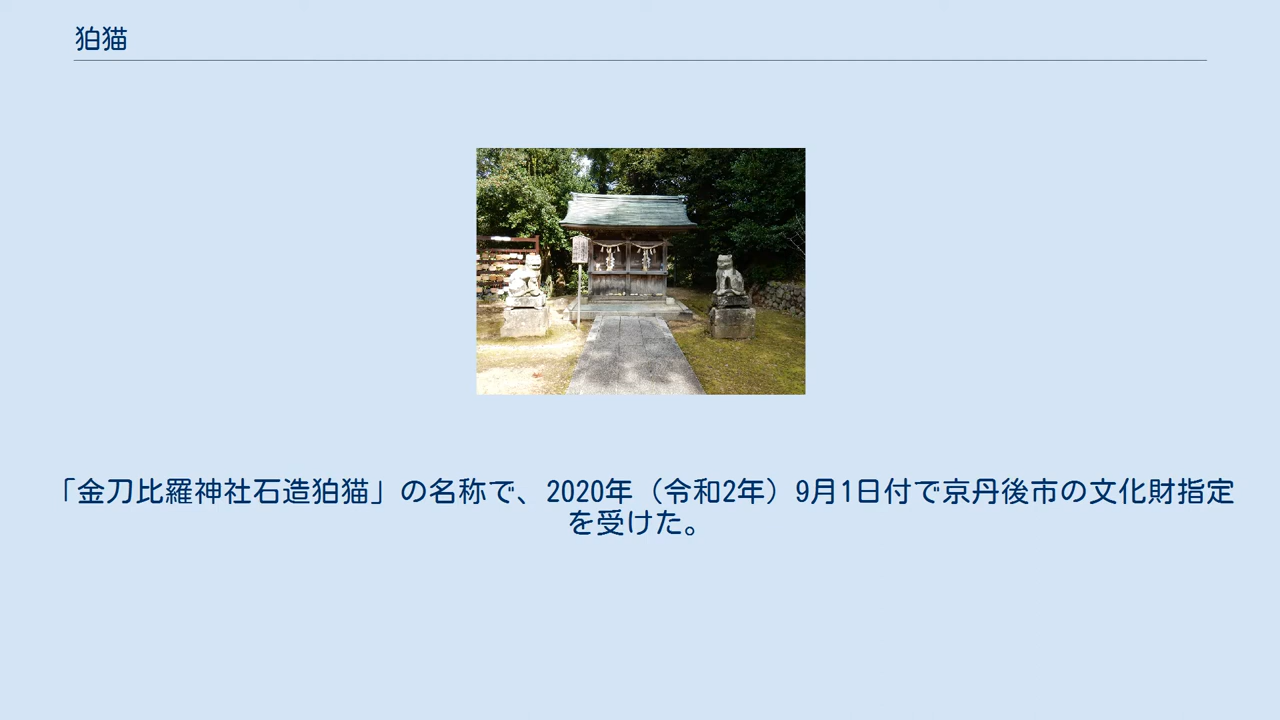 狛猫
「金刀比羅神社石造狛猫」の名称で、2020年（令和2年）9月1日付で京丹後市の文化財指定
を受けた。